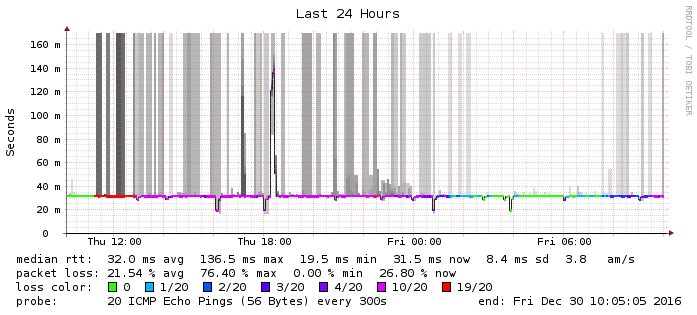 Last 24 Hours
RRDTOOL / TOBI OETIKER
Seconds
160 m
140 m
120 m
100 m
80 m
60 m
40 m
20 m
0
Thu 12:00 Thu 18:00 Fri 00:00 Fri 06:00
median rtt: 32.0 ms avg 136.5 ms max 19.5 ms min 31.5 ms now 8.4 ms sd 3.8 am/s
packet loss: 21.54 % avg 76.40 % max 0.00 % min 26.80 % now
loss color: 0 1/20 2/20 3/20 4/20 10/20 19/20
probe: 20 ICMP Echo Pings (56 Bytes) every 300s end: Fri Dec 30 10:05:05 2016